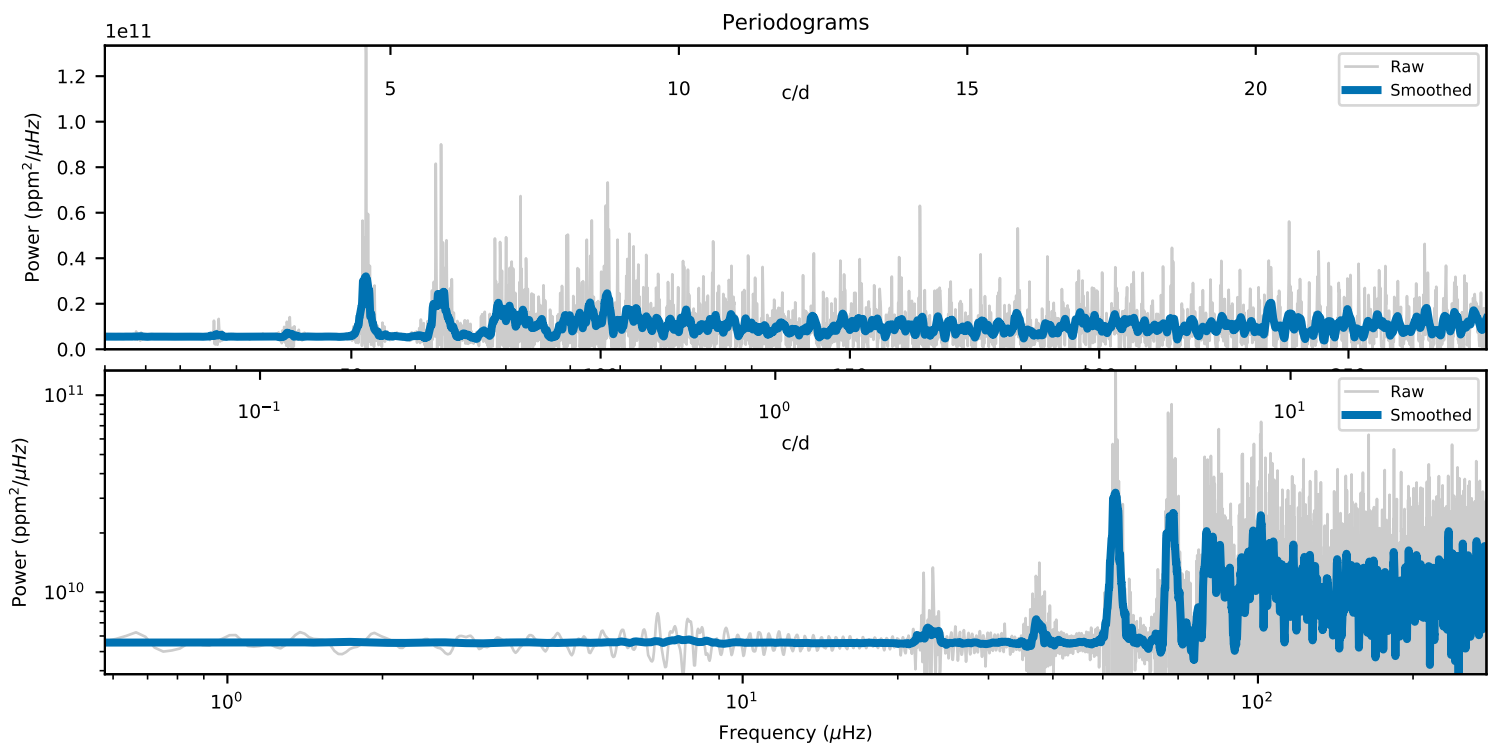 Periodograms
1e11
5 10 15 20
c/d
Raw
Smoothed
1.2
1.0
0.8
0.6
0.4
0.2
0.0
Power (ppm²/μHz)
10⁻¹ 10⁰ 10¹
c/d
Raw
Smoothed
10¹¹
10¹⁰
Power (ppm²/μHz)
10⁰ 10¹ 10²
Frequency (μHz)